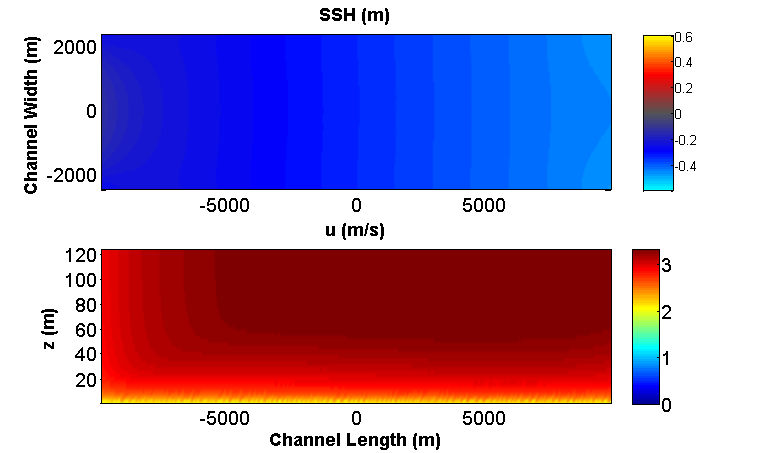 SSH (m)
Channel Width (m)
2000
0
-2000
-5000 0 5000
0.6
0.4
0.2
0
-0.2
-0.4
u (m/s)
z (m)
120
100
80
60
40
20
-5000 0 5000
Channel Length (m)
3
2
1
0